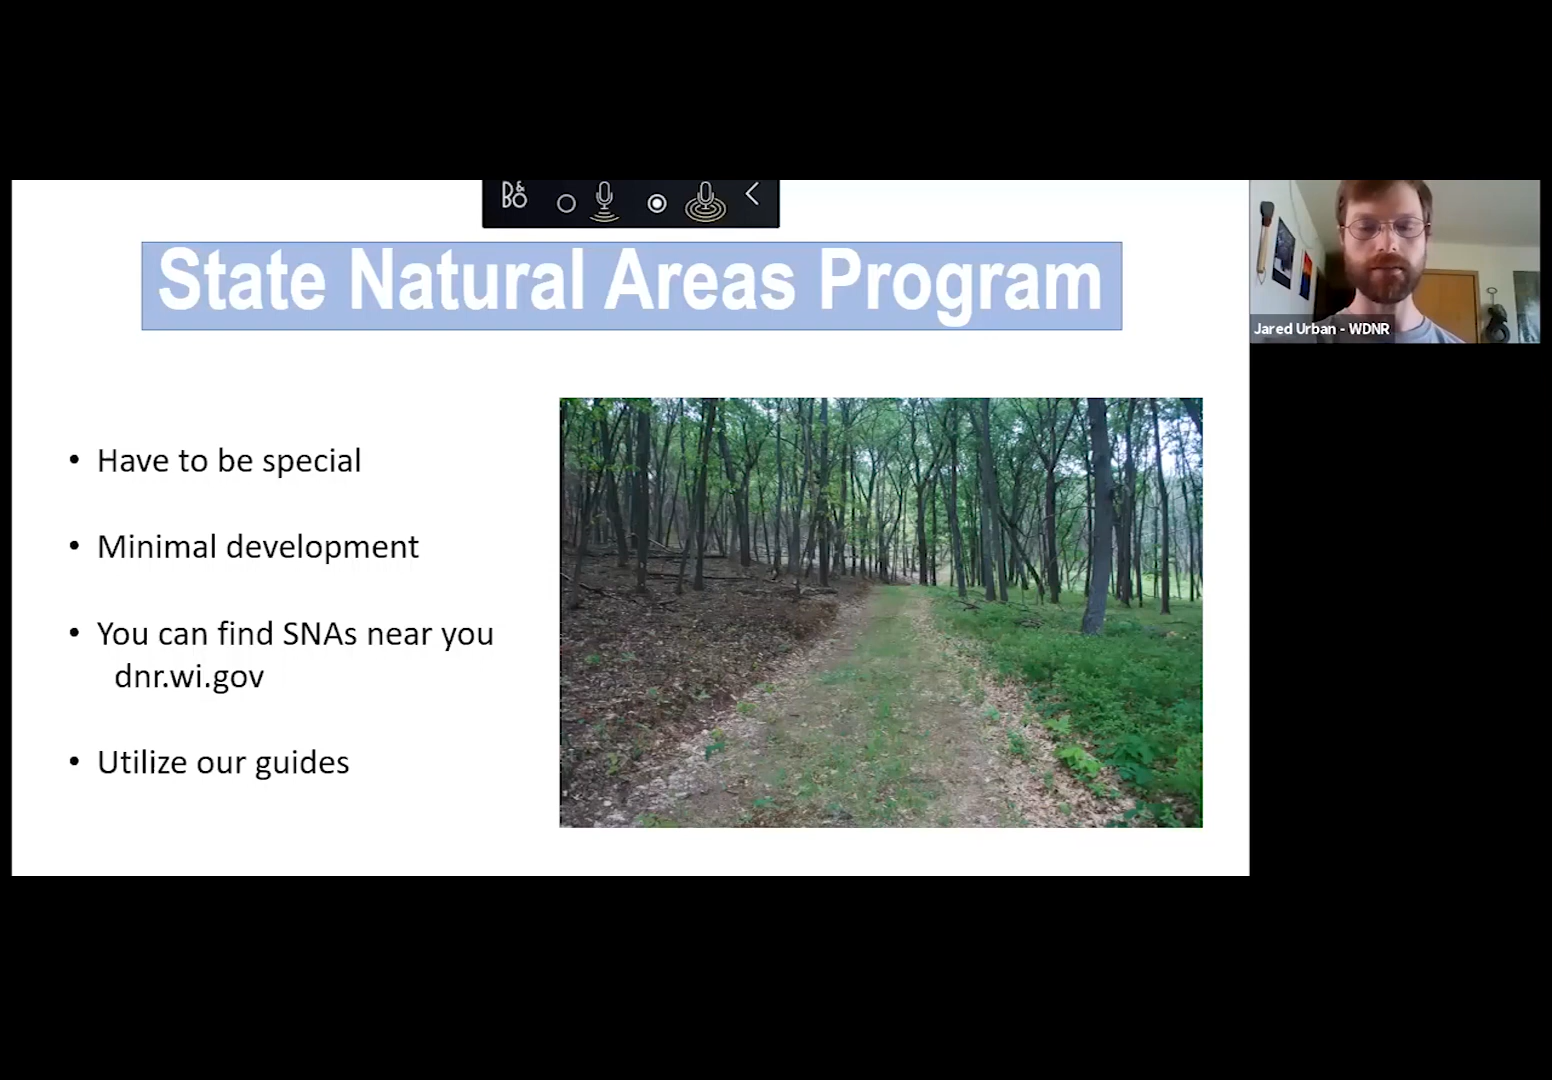 B&O
State Natural Areas Program
Jared Urban - WDNR
• Have to be special
• Minimal development
• You can find SNAs near you
dnr.wi.gov
• Utilize our guides